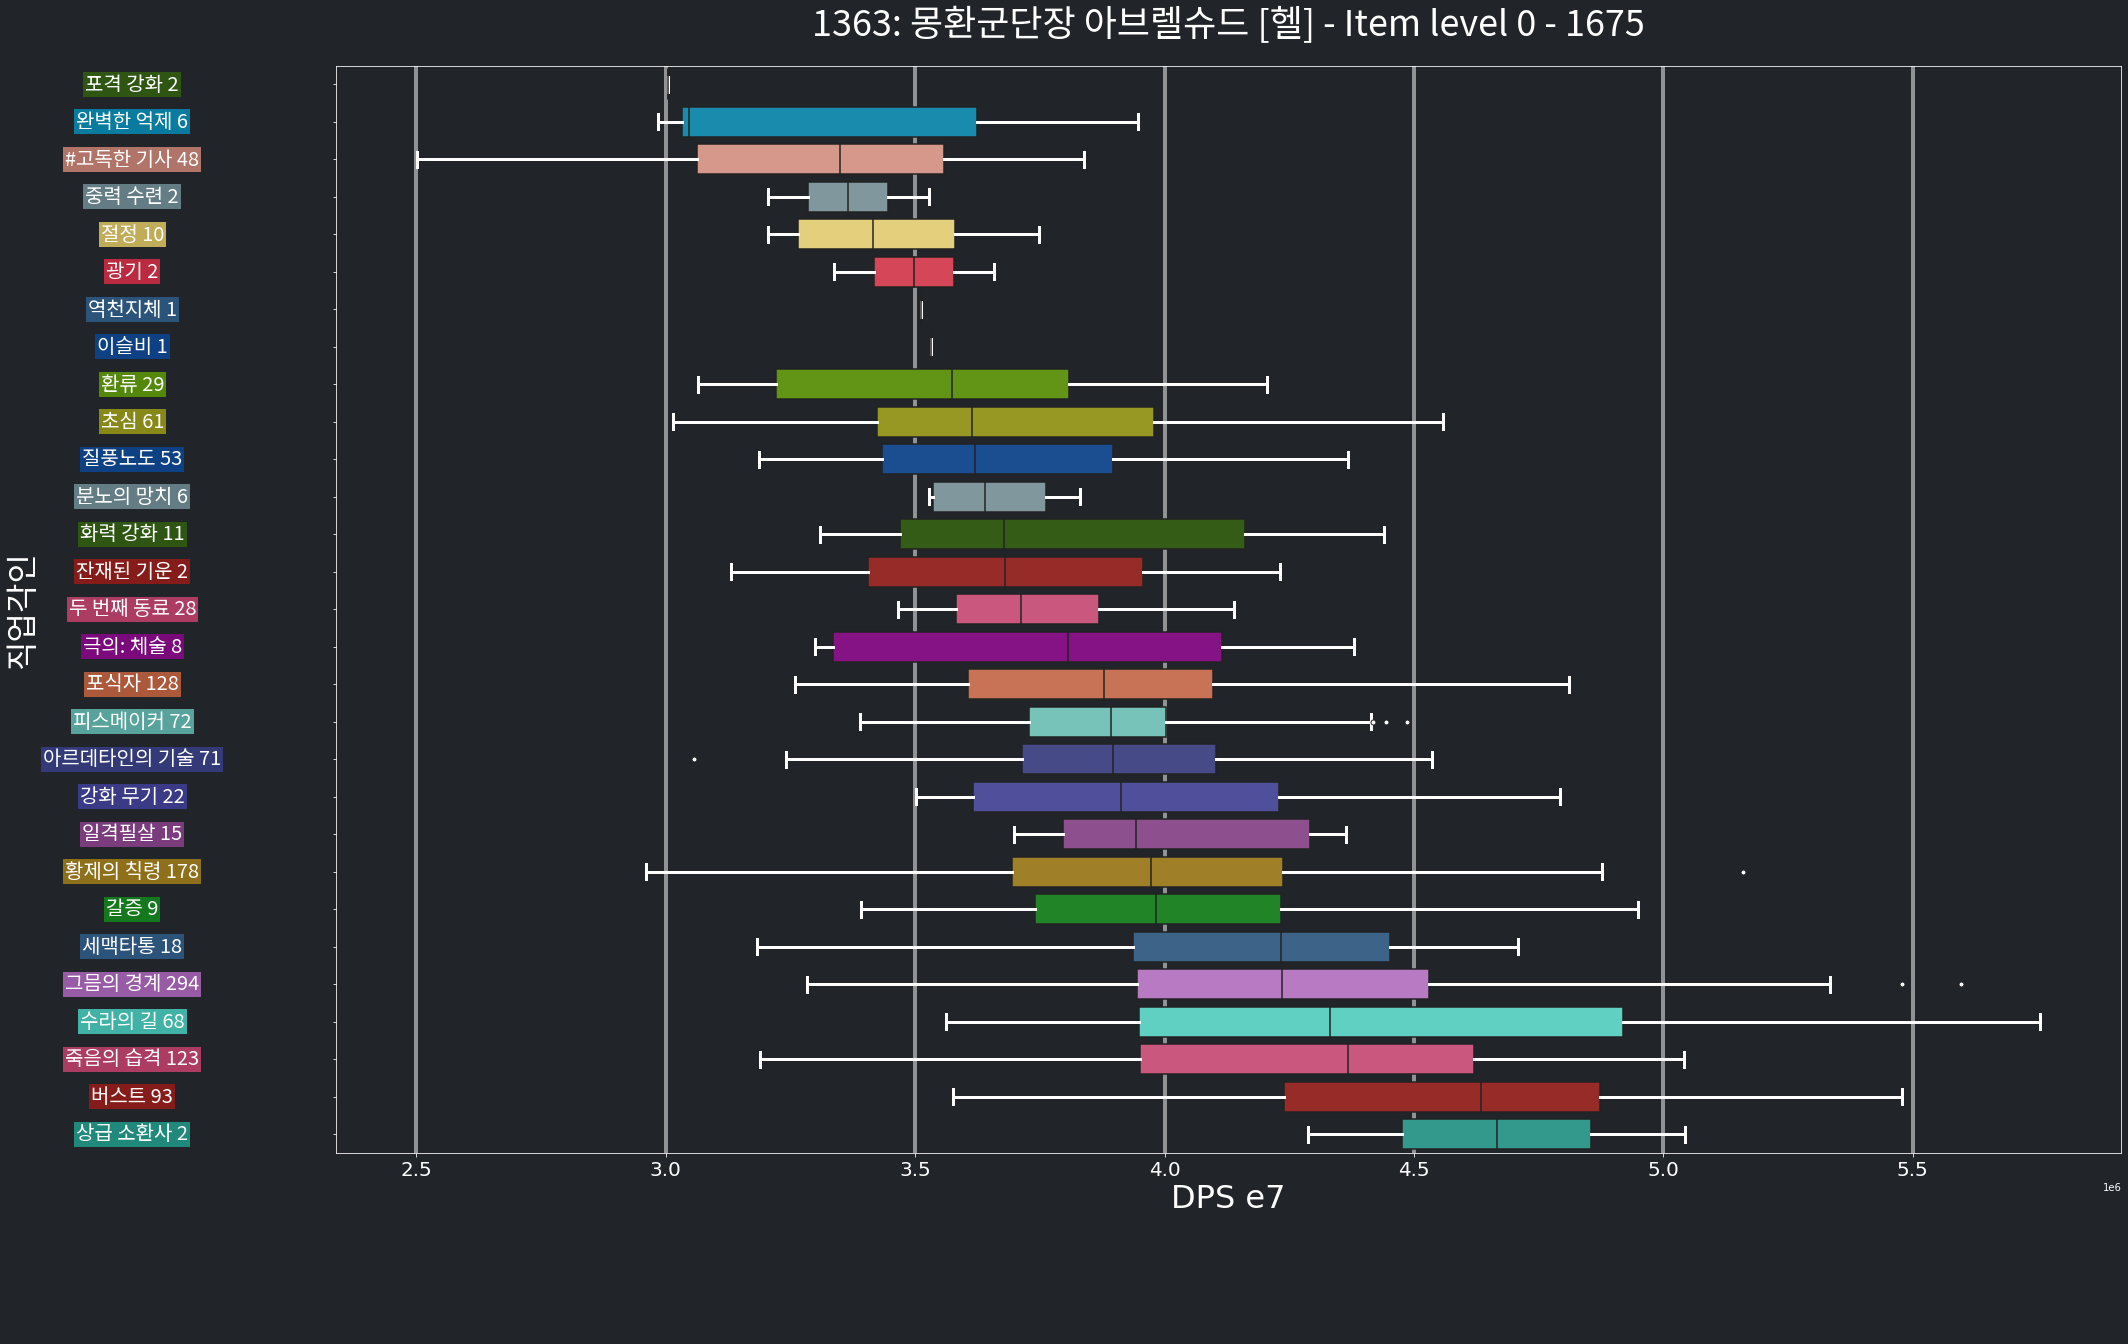 1363: 몽환군단장 아브렐슈드 [헬] - Item level 0 - 1675
직업각인
포격 강화 2
완벽한 억제 6
#고독한 기사 48
중력 수련 2
절정 10
광기 2
역천지체 1
이슬비 1
환류 29
초심 61
질풍노도 53
분노의 망치 6
화력 강화 11
잔재된 기운 2
두 번째 동료 28
극의: 체술 8
포식자 128
피스메이커 72
아르데타인의 기술 71
강화 무기 22
일격필살 15
황제의 칙령 178
갈증 9
세맥타통 18
그믐의 경계 294
수라의 길 68
죽음의 습격 123
버스트 93
상급 소환사 2
2.5 3.0 3.5 4.0 4.5 5.0 5.5
1e6
DPS e7